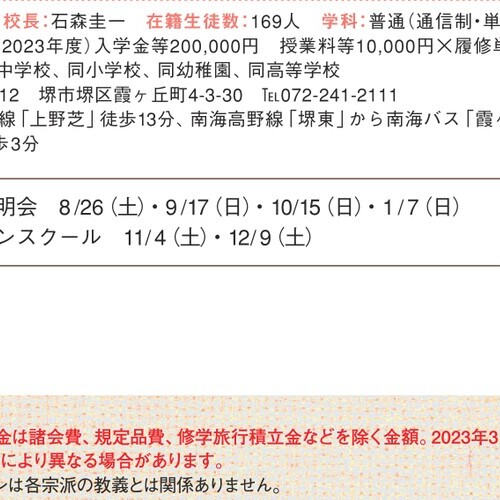 校長：石森圭一　在籍生徒数：169人　学科：普通（通信制・単
2023年度）入学金等200,000円　授業料等10,000円×履修単
中学校、同小学校、同幼稚園、同高等学校
12　堺市堺区霞ヶ丘町4-3-30　℡072-241-2111
線「上野芝」徒歩13分、南海高野線「堺東」から南海バス「霞ヶ
歩3分
明会　8/26（土）・9/17（日）・10/15（日）・1/7（日）
ンスクール　11/4（土）・12/9（土）
金は諸会費、規定品費、修学旅行積立金などを除く金額。2023年3
により異なる場合があります。
ンは各宗派の教義とは関係ありません。